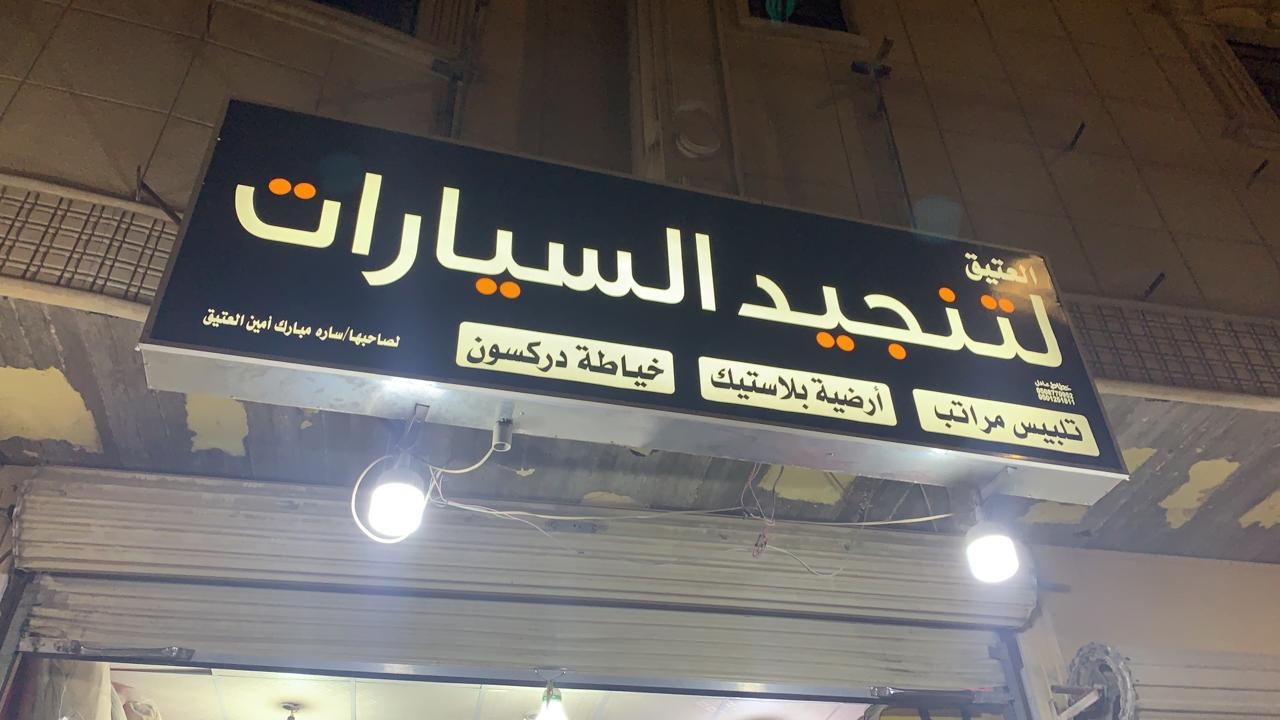 العتيق
لتنجيد السيارات
تلبيس مراتب
أرضية بلاستيك
خياطة دركسون
لصاحبها/ساره مبارك أمين العتيق